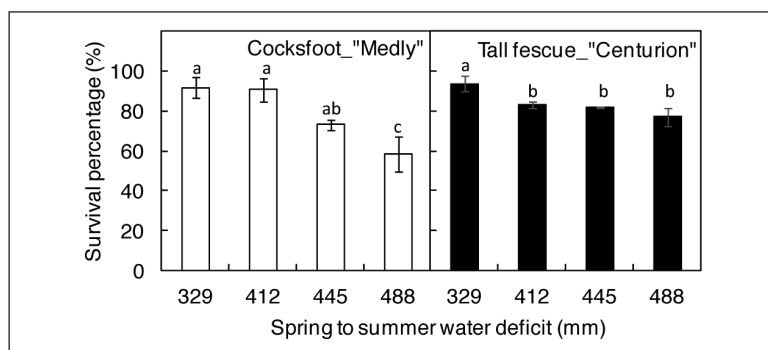 Cocksfoot_"Medly"
Tall fescue_"Centurion"
Survival percentage (%)
100
80
60
40
20
0
a
a
ab
c
a
b
b
b
329 412 445 488 329 412 445 488
Spring to summer water deficit (mm)